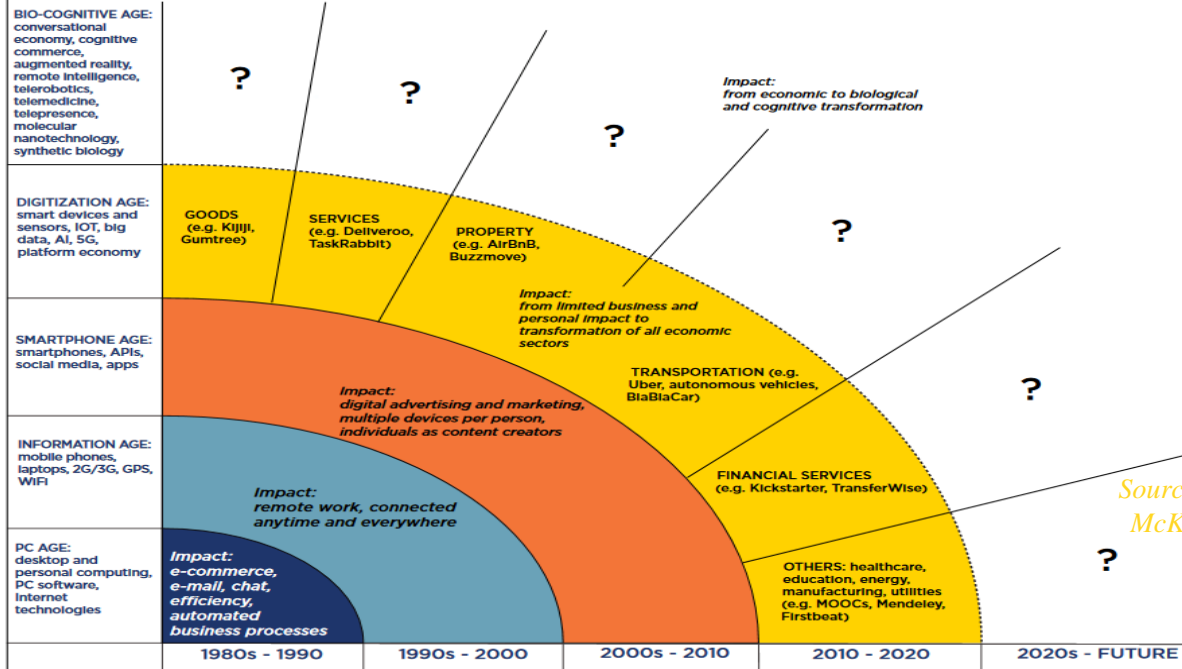 BIO-COGNITIVE AGE:
conversational
economy, cognitive
commerce,
augmented reality,
remote intelligence,
telerobotics,
telemedicine,
telepresence,
molecular
nanotechnology,
synthetic biology
?
?
?
Impact:
from economic to biological
and cognitive transformation
?
?
?
DIGITIZATION AGE:
smart devices and
sensors, IOT, big
data, AI, 5G,
platform economy
GOODS
(e.g. Kijiji,
Gumtree)
SERVICES
(e.g. Deliveroo,
TaskRabbit)
PROPERTY
(e.g. AirBnB,
Buzzmove)
Impact:
from limited business and
personal impact to
transformation of all economic
sectors
TRANSPORTATION (e.g.
Uber, autonomous vehicles,
BlaBlaCar)
FINANCIAL SERVICES
(e.g. Kickstarter, TransferWise)
OTHERS: healthcare,
education, energy,
manufacturing, utilities
(e.g. MOOCs, Mendeley,
Firstbeat)
Sourc
McK
SMARTPHONE AGE:
smartphones, APIs,
social media, apps
Impact:
digital advertising and marketing,
multiple devices per person,
individuals as content creators
INFORMATION AGE:
mobile phones,
laptops, 2G/3G, GPS,
WiFi
Impact:
remote work, connected
anytime and everywhere
PC AGE:
desktop and
personal computing,
PC software,
Internet
technologies
Impact:
e-commerce,
e-mail, chat,
efficiency,
automated
business processes
1980s - 1990
1990s - 2000
2000s - 2010
2010 - 2020
2020s - FUTURE